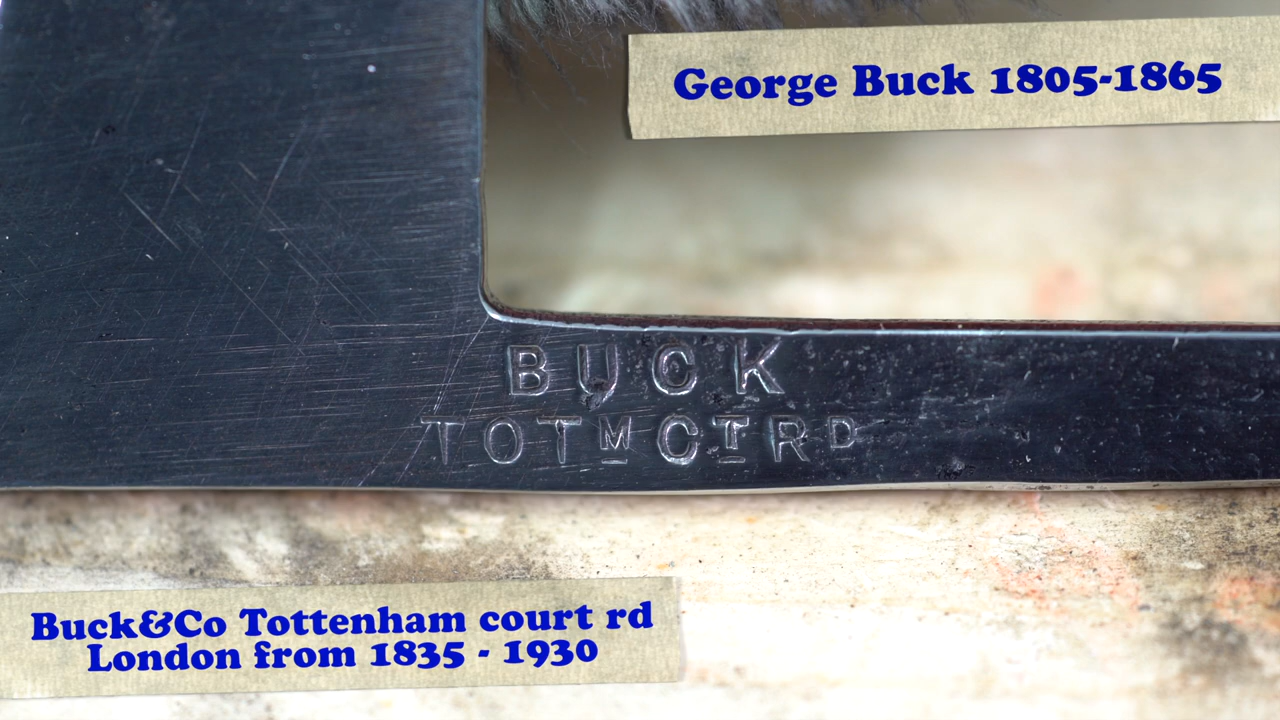 George Buck 1805-1865
BUCK
TOTMCTRD
Buck&Co Tottenham court rd
London from 1835 - 1930